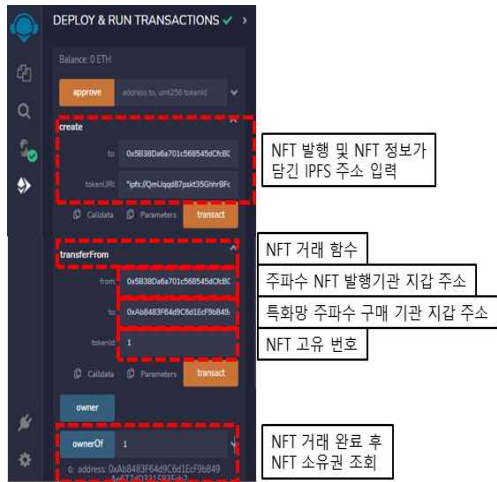 DEPLOY & RUN TRANSACTIONS
Balance: 0 ETH
approve address to, uint256 tokenId
create
to: 0x5B38Da6a701c568545dCfcB0
tokenURI: "ipfs://QmUqqd87pskt35GhhrBFc
Calldata Parameters transact
NFT 발행 및 NFT 정보가
담긴 IPFS 주소 입력
transferFrom
NFT 거래 함수
from: 0x5B38Da6a701c568545dCfcB0
주파수 NFT 발행기관 지갑 주소
to: 0xAb8483F64d9C6d1EcF9b849
특화망 주파수 구매 기관 지갑 주소
tokenId: 1
NFT 고유 번호
Calldata Parameters transact
owner
ownerOf 1
0: address: 0xAb8483F64d9C6d1EcF9b849
NFT 거래 완료 후
NFT 소유권 조회